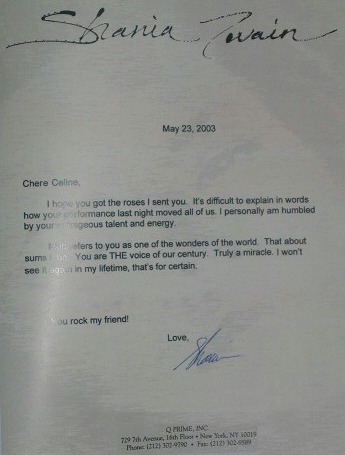 Shania Twain
May 23, 2003
Chere Celine,
I hope you got the roses I sent you. It's difficult to explain in words
how your performance last night moved all of us. I personally am humbled
by your talent and energy.
refers to you as one of the wonders of the world. That about
sums You are THE voice of our century. Truly a miracle. I won't
see it again in my lifetime, that's for certain.
You rock my friend!
Love,
Shania
Q PRIME, INC.
729 7th Avenue, 16th Floor • New York, NY 10019
Phone: (212) 302-9790 • Fax: (212) 302-9589